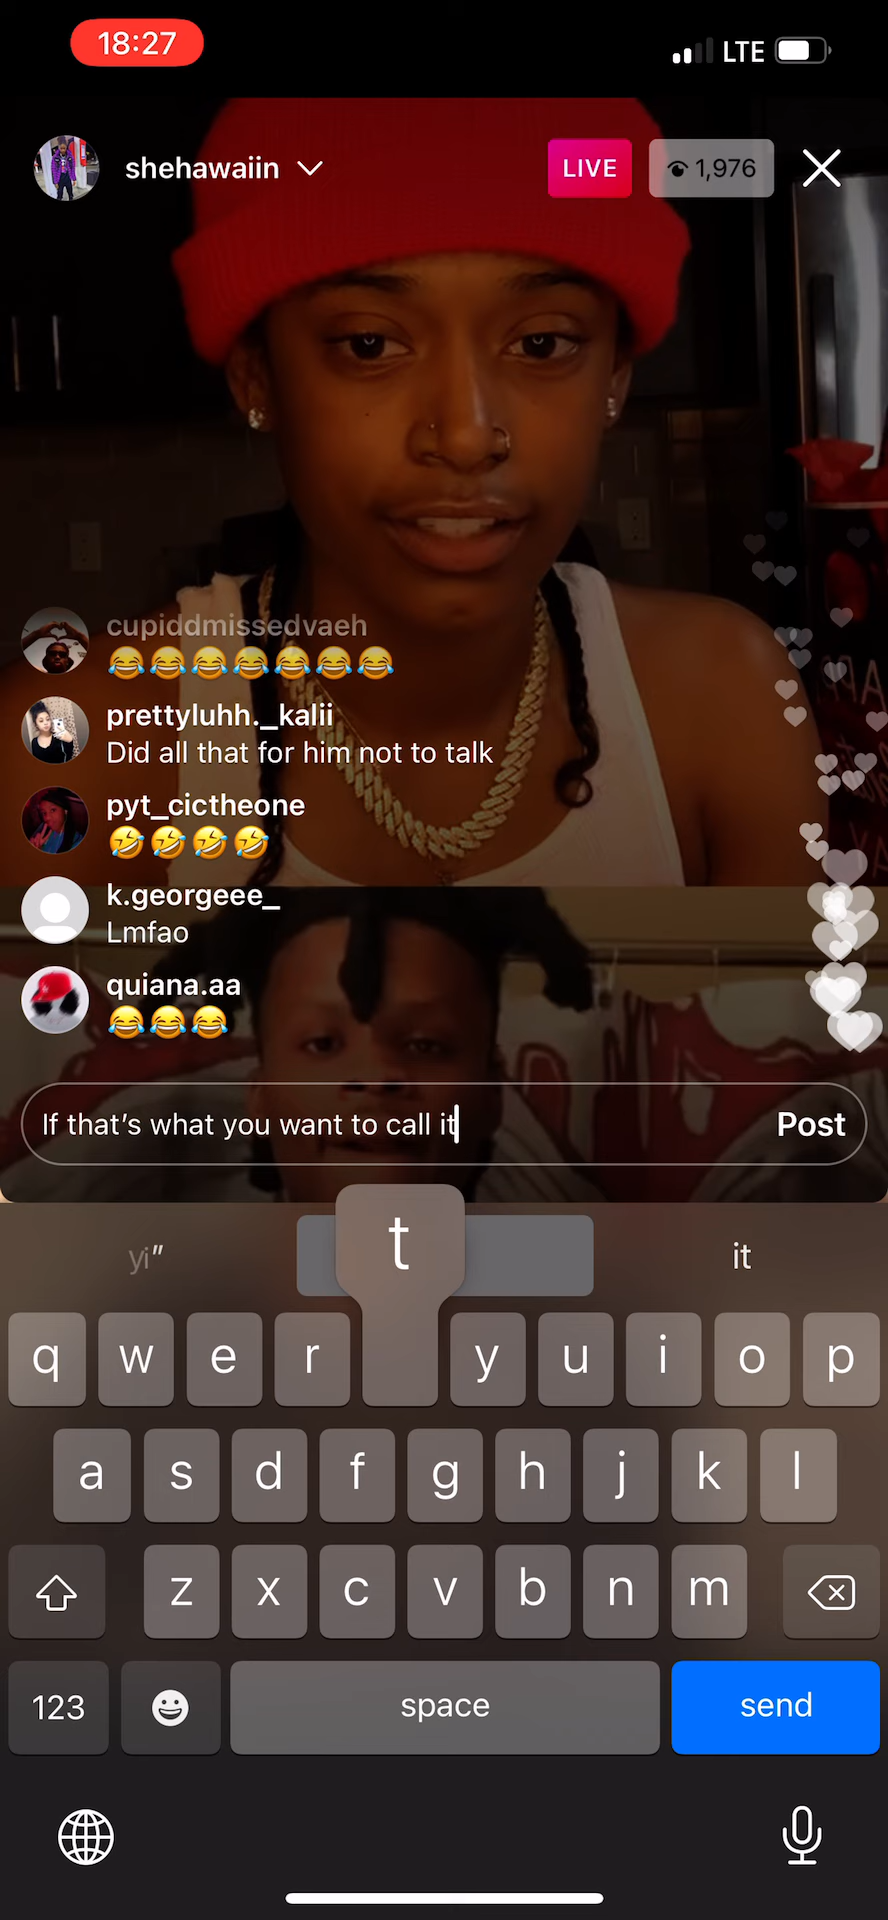 18:27
LTE
shehawaiin
LIVE
1,976
cupiddmissedvaeh
😂😂😂😂😂😂😂
prettyluhh._kalii
Did all that for him not to talk
pyt_cictheone
🤣🤣🤣🤣
k.georgeee_
Lmfao
quiana.aa
😂😂😂
If that’s what you want to call it
Post
yi”
it
t
q w e r y u i o p
a s d f g h j k l
z x c v b n m
123
space
send